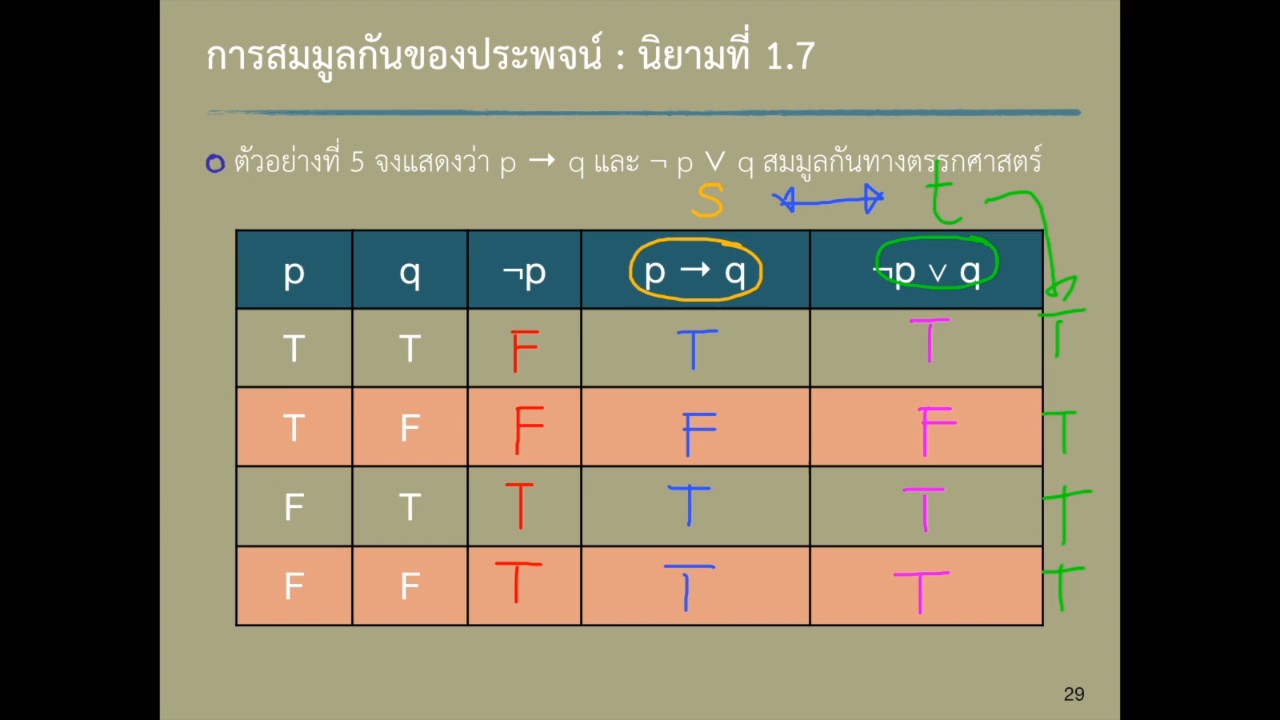 การสมมูลกันของประพจน์ : นิยามที่ 1.7
ตัวอย่างที่ 5 จงแสดงว่า p → q และ ¬ p ∨ q สมมูลกันทางตรรกศาสตร์
s ↔ t
p q ¬p p → q ¬p ∨ q
T T F T T T
T F F F F T
F T T T T T
F F T T T T
29